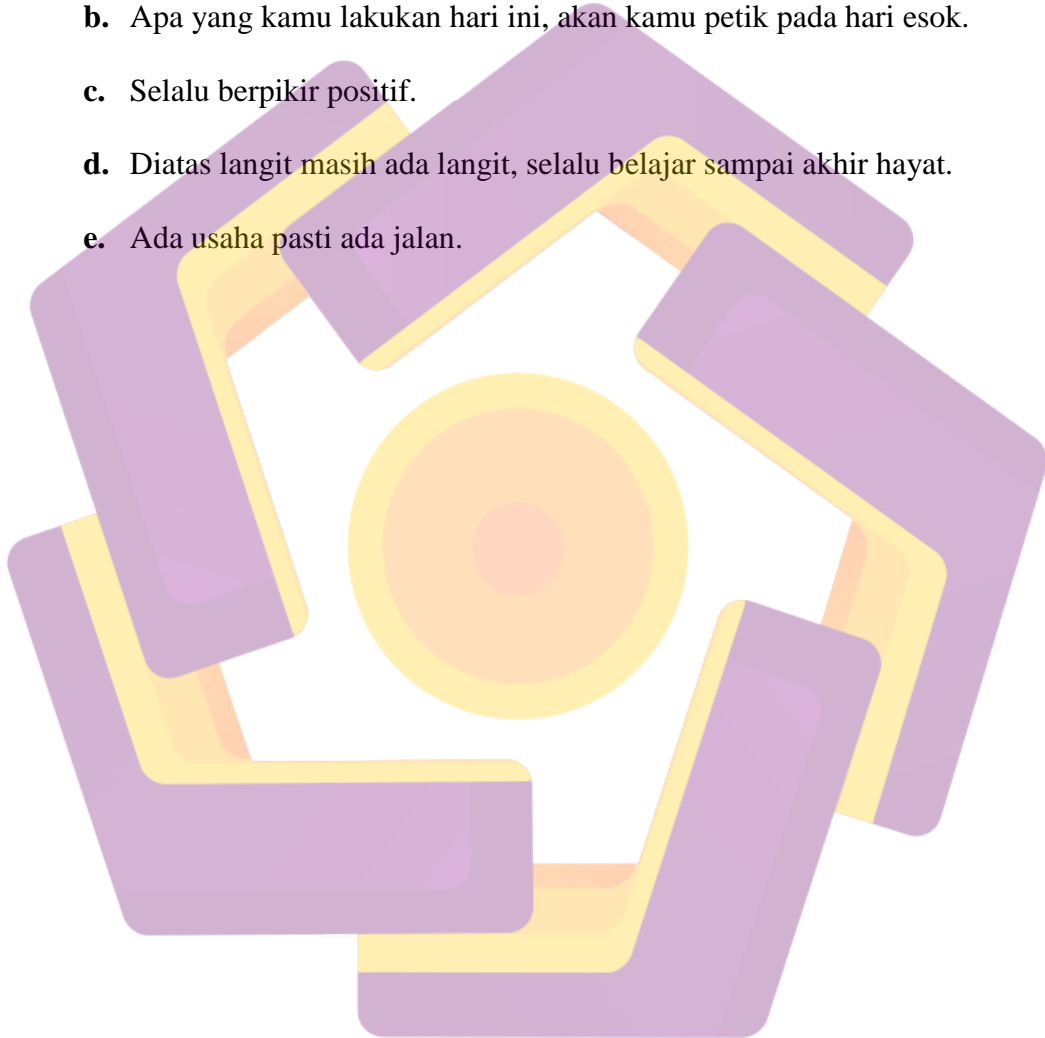 b. Apa yang kamu lakukan hari ini, akan kamu petik pada hari esok.
c. Selalu berpikir positif.
d. Diatas langit masih ada langit, selalu belajar sampai akhir hayat.
e. Ada usaha pasti ada jalan.